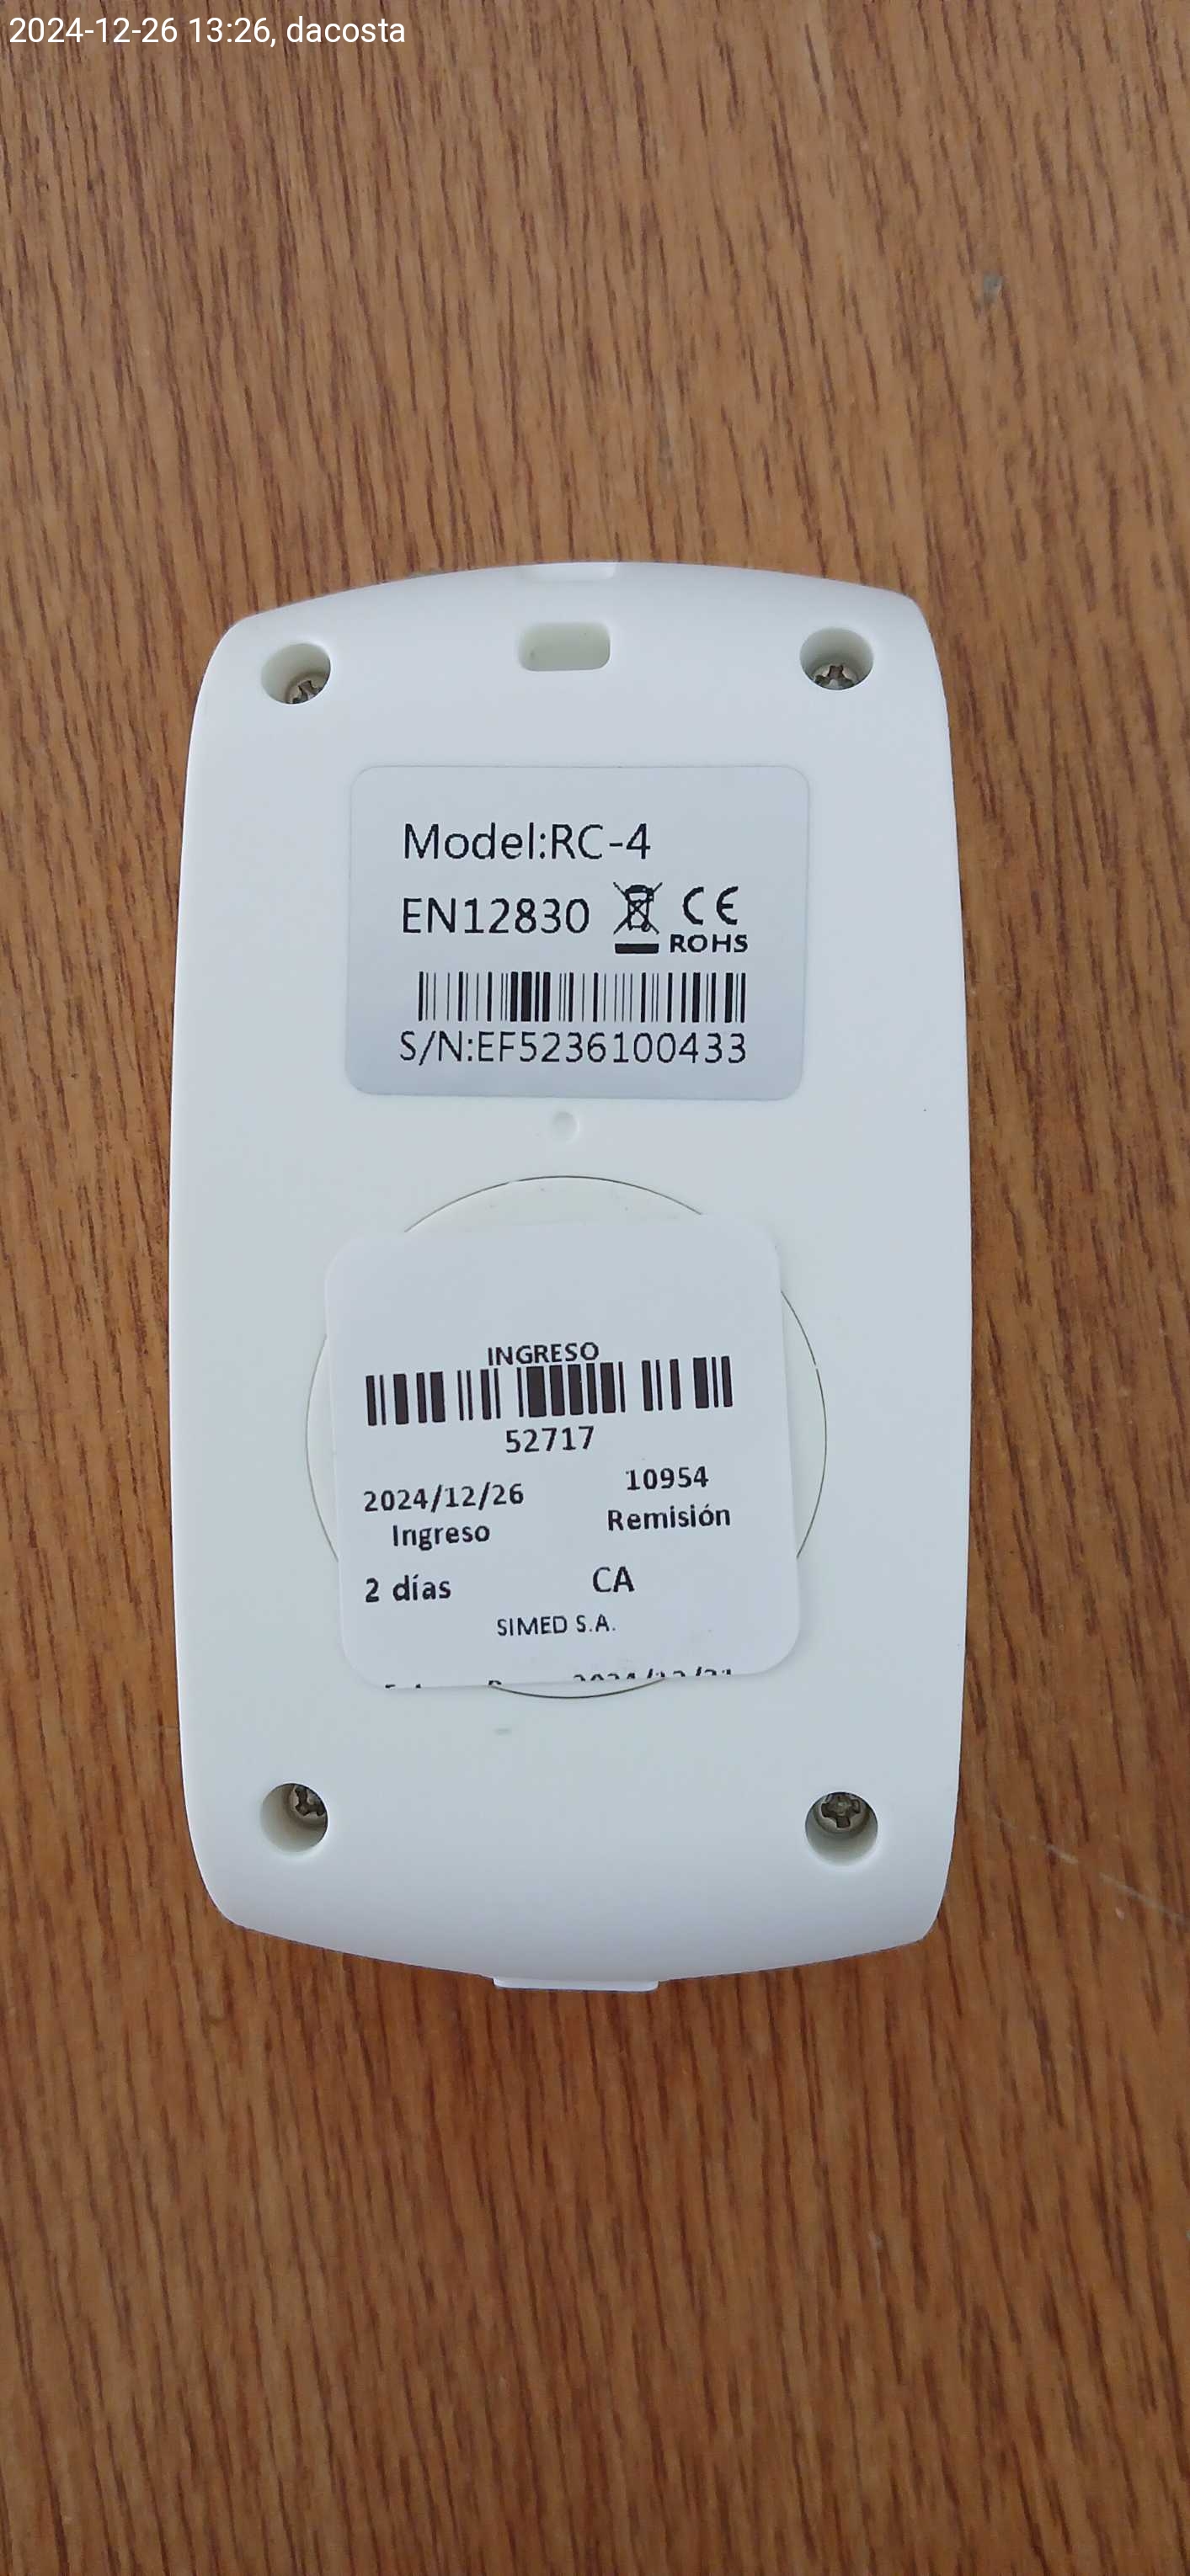 2024-12-26 13:26, dacosta
Model:RC-4
EN12830 CE
ROHS
S/N:EF5236100433
INGRESO
52717
2024/12/26 10954
Ingreso Remisión
2 días CA
SIMED S.A.